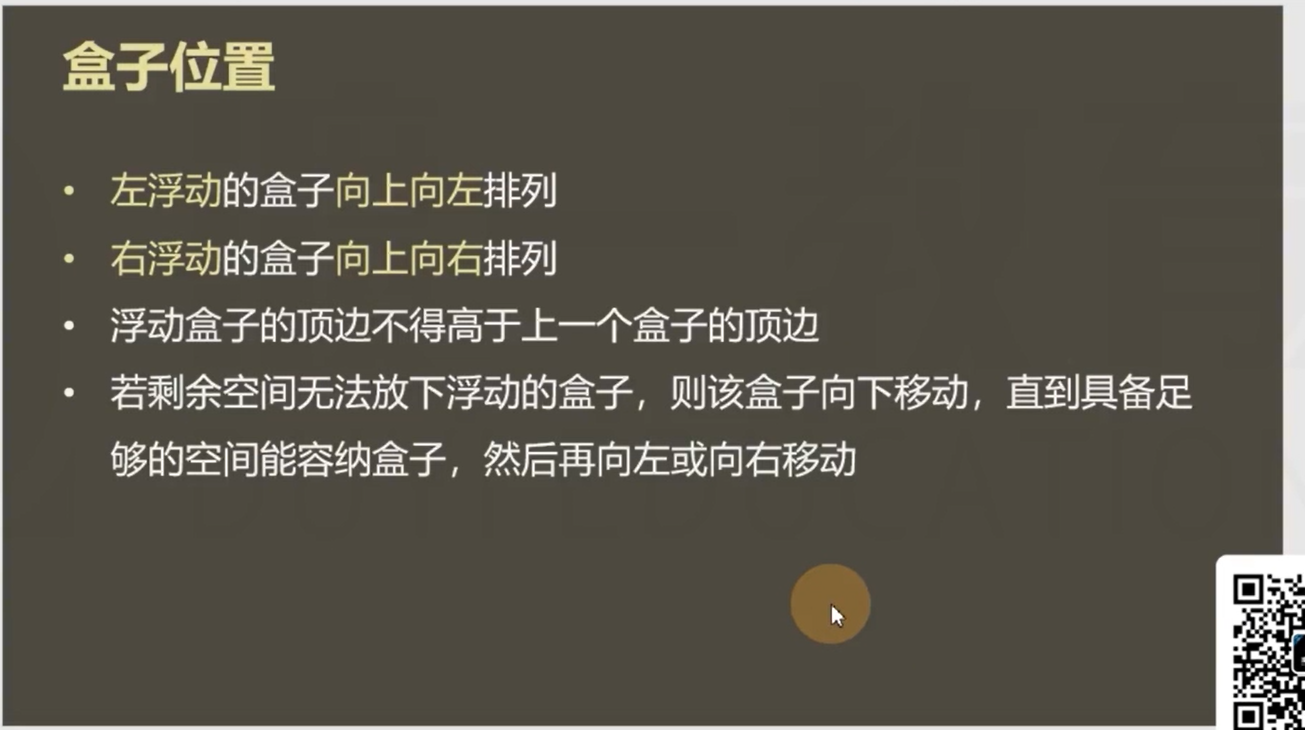 盒子位置
• 左浮动的盒子向上向左排列
• 右浮动的盒子向上向右排列
• 浮动盒子的顶边不得高于上一个盒子的顶边
• 若剩余空间无法放下浮动的盒子，则该盒子向下移动，直到具备足
够的空间能容纳盒子，然后再向左或向右移动